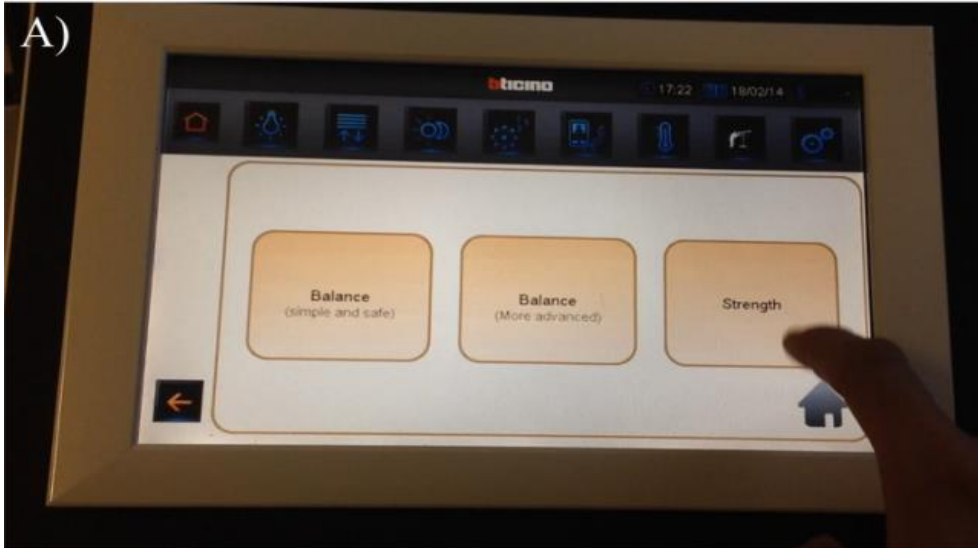 A)
bticino
17:22 18/02/14
Balance
(simple and safe)
Balance
(More advanced)
Strength